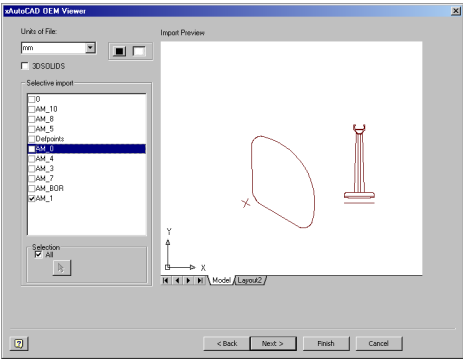 xAutoCAD OEM Viewer
Units of File:
mm
3DSOLIDS
Selective import
0
AM_10
AM_8
AM_5
Defpoints
AM_0
AM_4
AM_3
AM_7
AM_BOR
AM_1
Selection
All
Import Preview
Y
X
Model Layout2
< Back Next > Finish Cancel